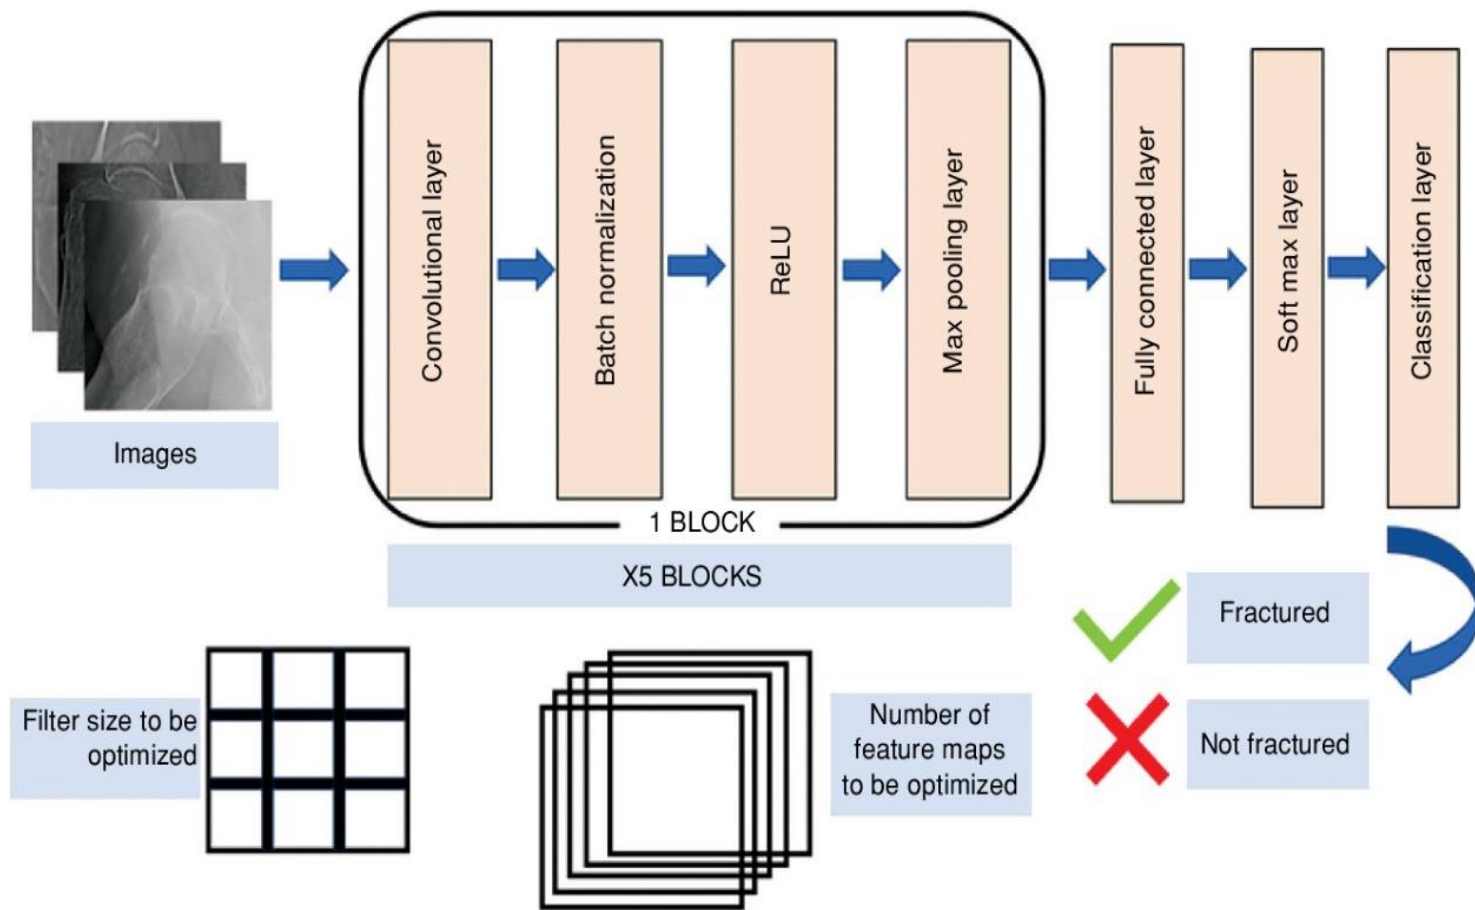 Images
Convolutional layer
Batch normalization
ReLU
Max pooling layer
Fully connected layer
Soft max layer
Classification layer
1 BLOCK
X5 BLOCKS
Filter size to be
optimized
Number of
feature maps
to be optimized
Fractured
Not fractured